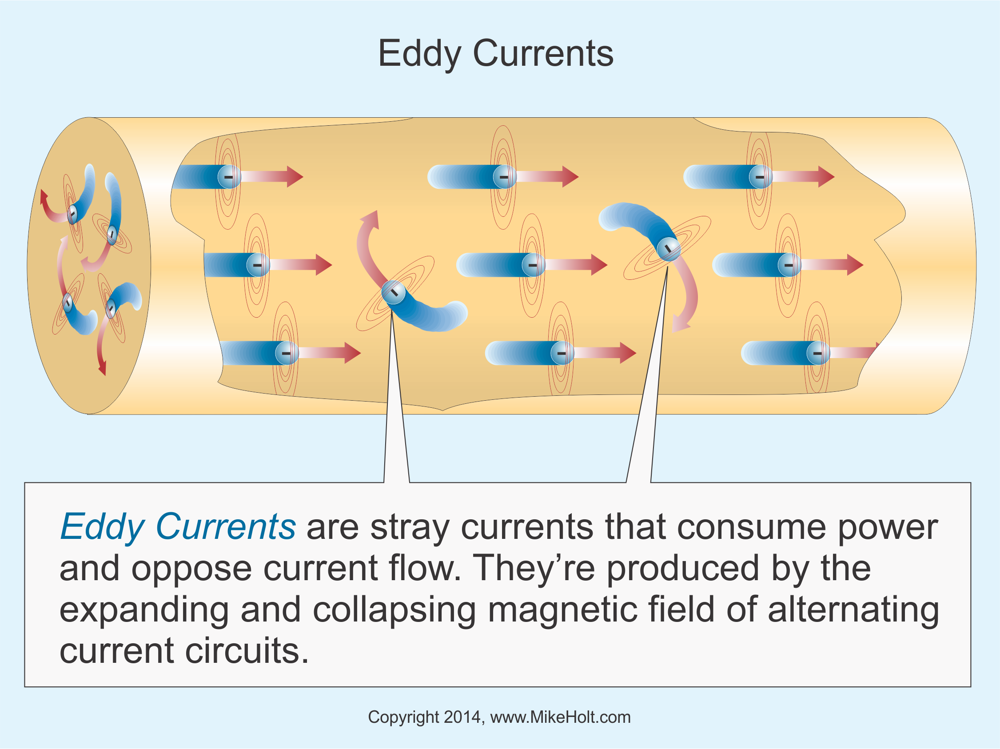 Eddy Currents
Eddy Currents are stray currents that consume power
and oppose current flow. They’re produced by the
expanding and collapsing magnetic field of alternating
current circuits.
Copyright 2014, www.MikeHolt.com